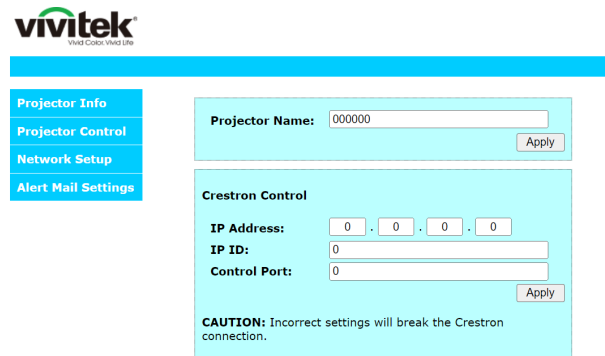 vivitek
Vivid Color. Vivid Life
Projector Info
Projector Control
Network Setup
Alert Mail Settings
Projector Name: 000000
Apply
Crestron Control
IP Address: 0 . 0 . 0 . 0
IP ID: 0
Control Port: 0
Apply
CAUTION: Incorrect settings will break the Crestron
connection.